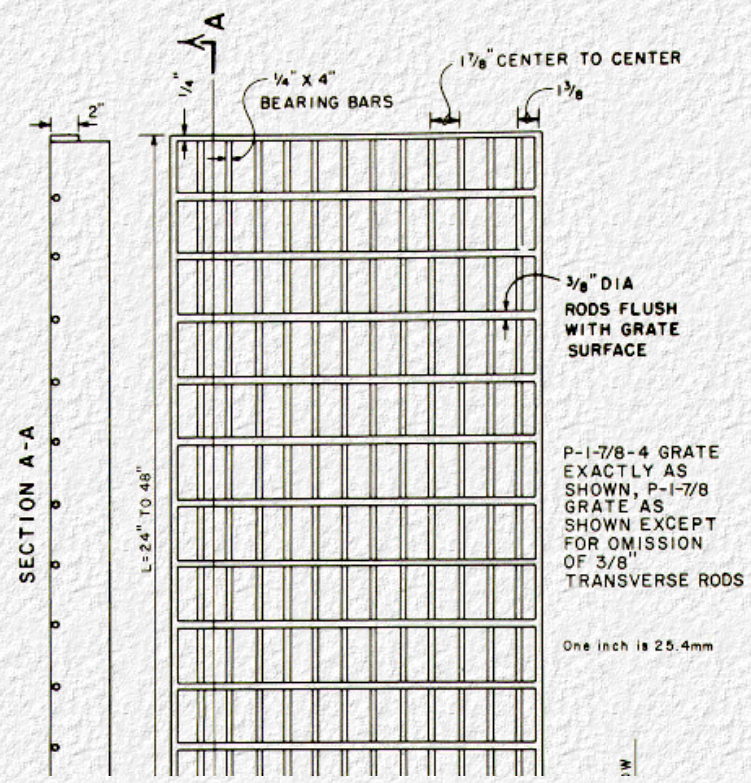 A
1/4"
1/4" X 4"
BEARING BARS
1 7/8" CENTER TO CENTER
1 3/8
2"
3/8" DIA
RODS FLUSH
WITH GRATE
SURFACE
SECTION A-A
L=24" TO 48"
P-1-7/8-4 GRATE
EXACTLY AS
SHOWN, P-1-7/8
GRATE AS
SHOWN EXCEPT
FOR OMISSION
OF 3/8"
TRANSVERSE RODS
One inch is 25.4mm